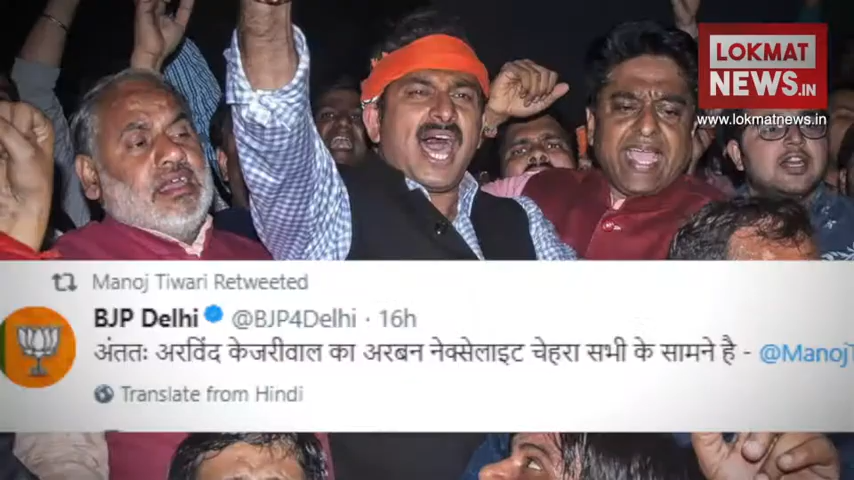 LOKMAT
NEWS.IN
www.lokmatnews.in
Manoj Tiwari Retweeted
BJP Delhi @BJP4Delhi · 16h
अंततः अरविंद केजरीवाल का अरबन नेक्सेलाइट चेहरा सभी के सामने है - @ManojT
Translate from Hindi